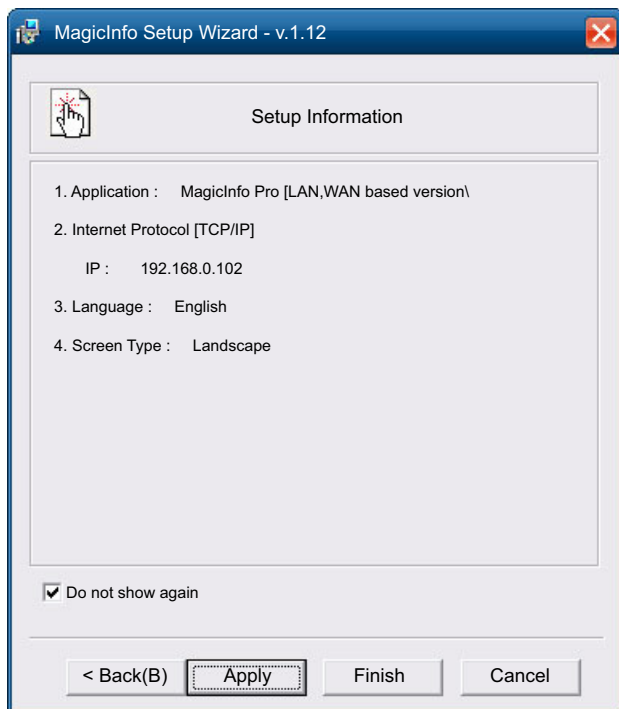 MagicInfo Setup Wizard - v.1.12
Setup Information
1. Application : MagicInfo Pro [LAN,WAN based version\
2. Internet Protocol [TCP/IP]
IP : 192.168.0.102
3. Language : English
4. Screen Type : Landscape
Do not show again
< Back(B) Apply Finish Cancel